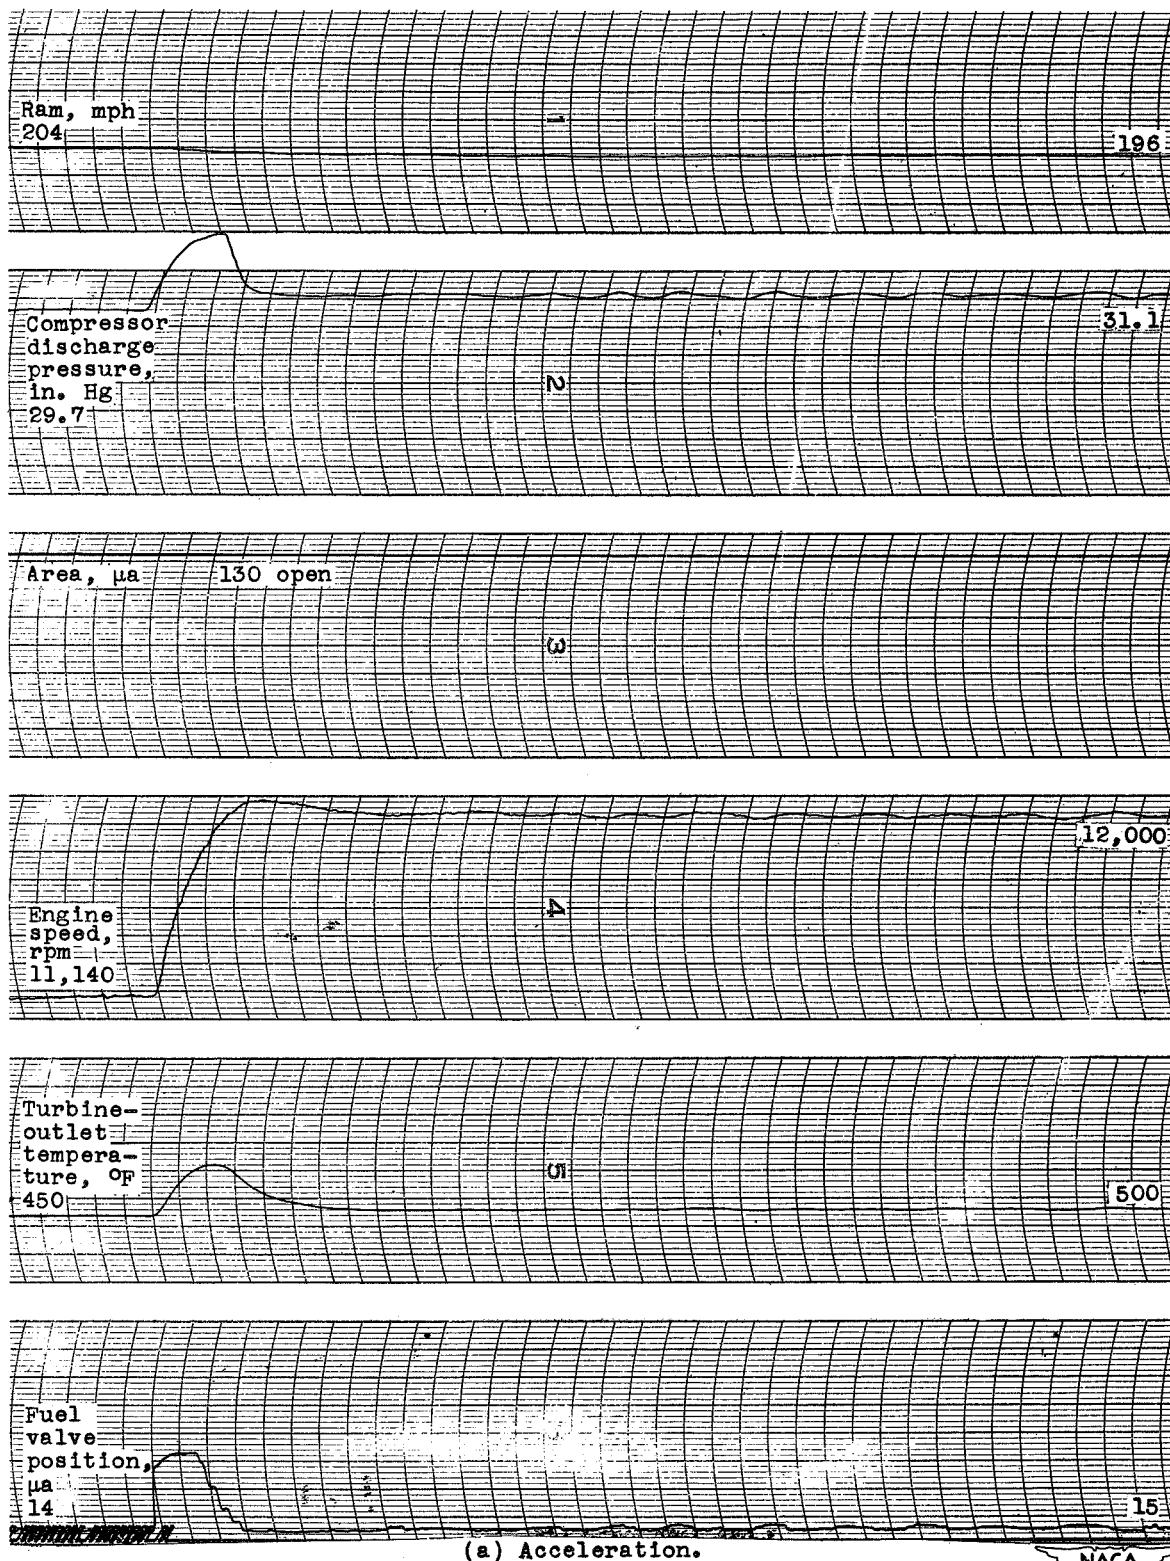 Ram, mph
204
1
196
Compressor
discharge
pressure,
in. Hg
29.7
2
31.1
Area, μa 130 open
3
Engine
speed,
rpm
11,140
4
12,000
Turbine-
outlet
tempera-
ture, °F
450
5
500
Fuel
valve
position,
μa
14
15
(a) Acceleration.
NACA